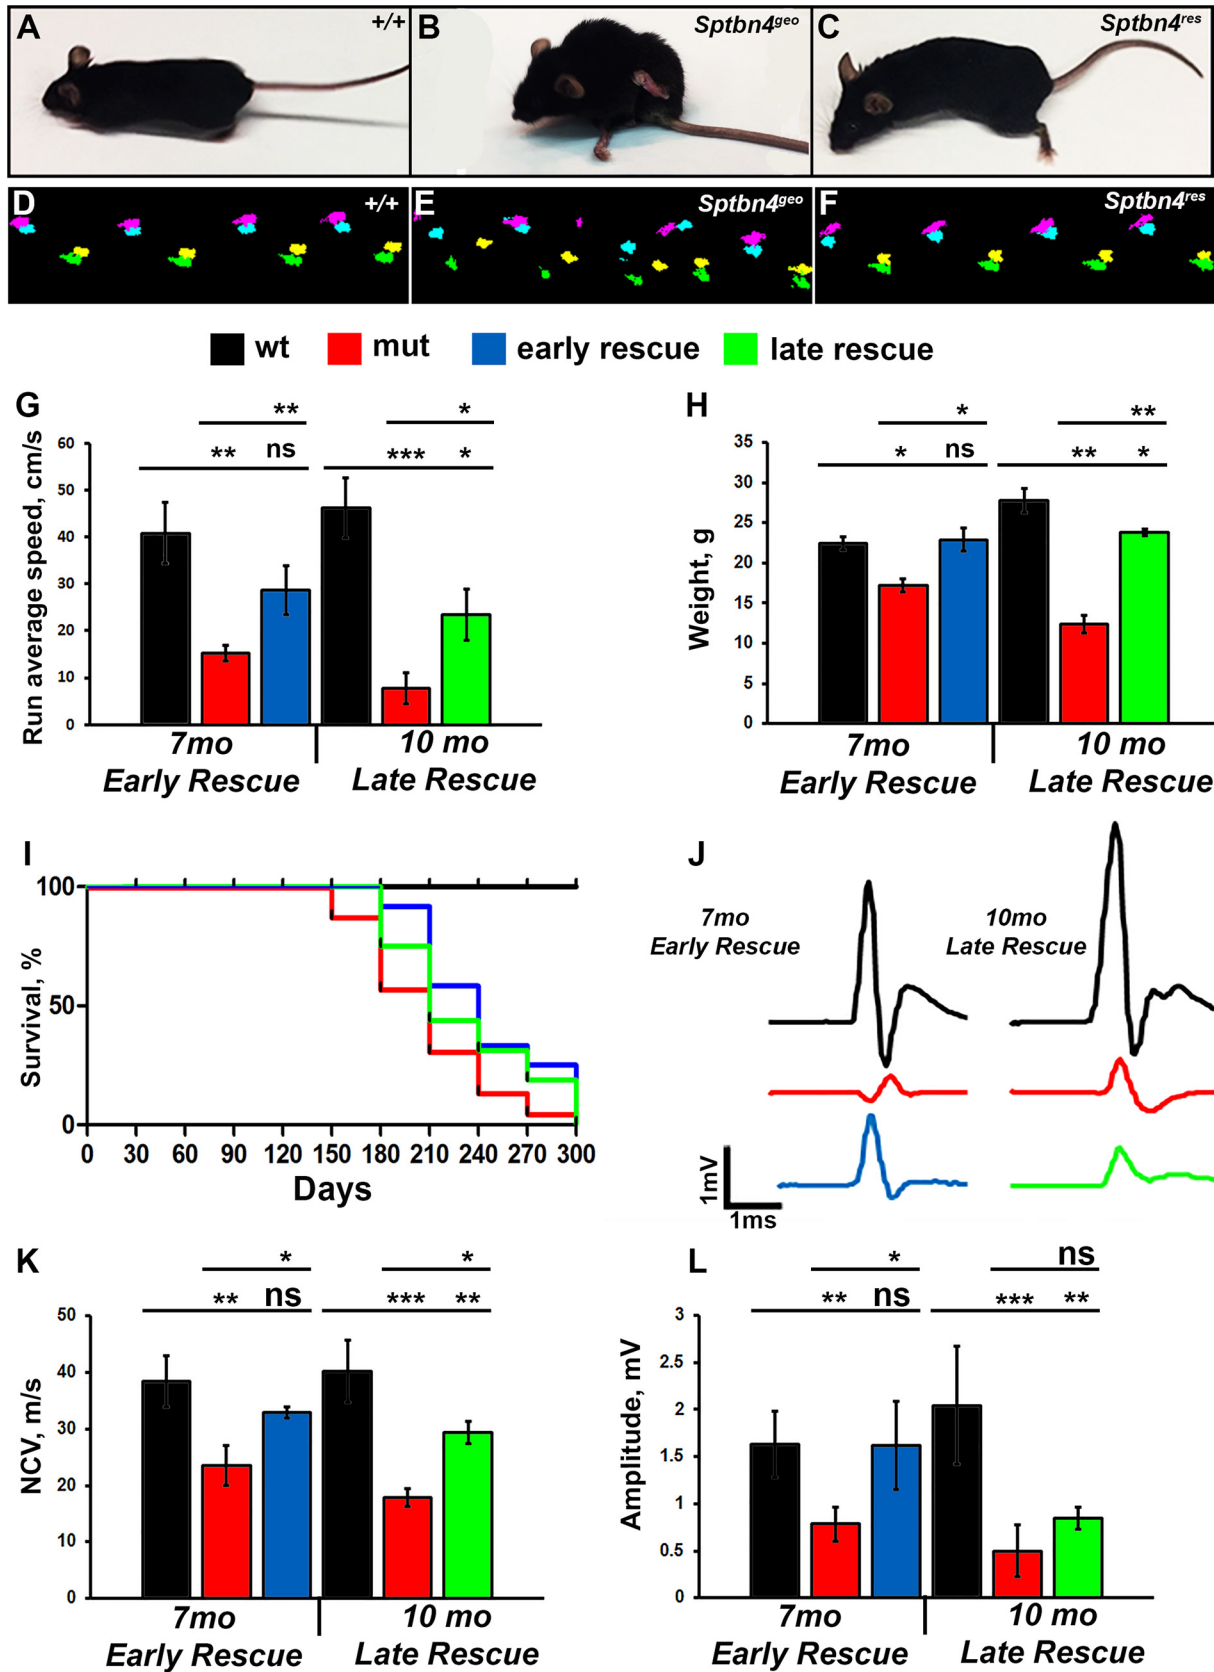 A +/+ B Sptbn4geo C Sptbn4res
D +/+ E Sptbn4geo F Sptbn4res
wt mut early rescue late rescue
G
** *
** ns *** *
Run average speed, cm/s
60
50
40
30
20
10
0
7mo 10 mo
Early Rescue Late Rescue
H
* **
* ns ** *
Weight, g
35
30
25
20
15
10
5
0
7mo 10 mo
Early Rescue Late Rescue
I
Survival, %
100
50
0
0 30 60 90 120 150 180 210 240 270 300
Days
J
7mo 10mo
Early Rescue Late Rescue
1mV
1ms
K
* *
** ns *** **
NCV, m/s
50
40
30
20
10
0
7mo 10 mo
Early Rescue Late Rescue
L
* ns
** ns *** **
Amplitude, mV
3
2.5
2
1.5
1
0.5
0
7mo 10 mo
Early Rescue Late Rescue